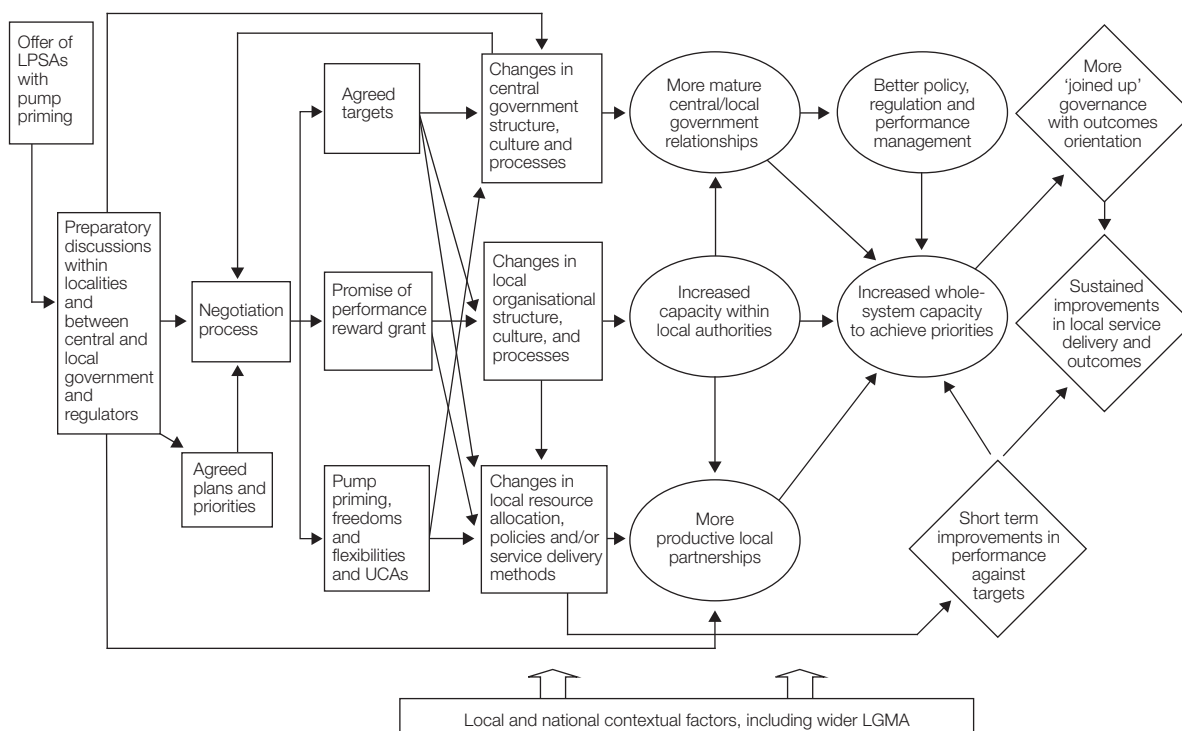 Offer of
LPSAs
with
pump
priming
Preparatory
discussions
within
localities
and
between
central and
local
government
and
regulators
Negotiation
process
Agreed
plans and
priorities
Agreed
targets
Promise of
performance
reward grant
Pump
priming,
freedoms
and
flexibilities
and UCAs
Changes in
central
government
structure,
culture and
processes
Changes in
local
organisational
structure,
culture, and
processes
Changes in
local resource
allocation,
policies and/or
service delivery
methods
More mature
central/local
government
relationships
Increased
capacity within
local authorities
More
productive local
partnerships
Better policy,
regulation and
performance
management
Increased whole-
system capacity
to achieve priorities
More
‘joined up’
governance
with outcomes
orientation
Sustained
improvements
in local service
delivery and
outcomes
Short term
improvements in
performance
against
targets
Local and national contextual factors, including wider LGMA